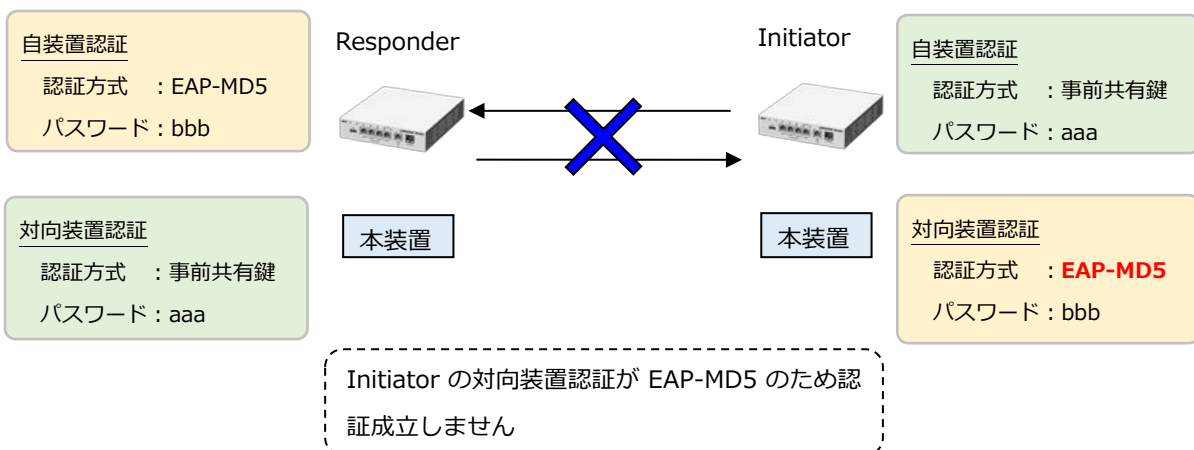 自装置認証
認証方式 ：EAP-MD5
パスワード：bbb
Responder
Initiator
自装置認証
認証方式 ：事前共有鍵
パスワード：aaa
対向装置認証
認証方式 ：事前共有鍵
パスワード：aaa
本装置
本装置
対向装置認証
認証方式 ：EAP-MD5
パスワード：bbb
Initiator の対向装置認証が EAP-MD5 のため認
証成立しません